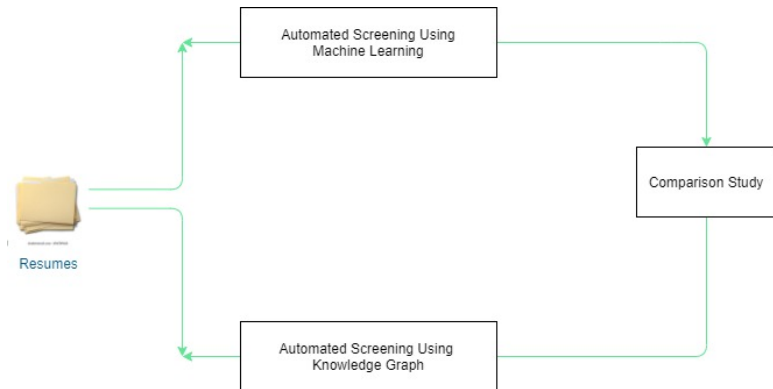 Automated Screening Using
Machine Learning
Comparison Study
Resumes
Automated Screening Using
Knowledge Graph